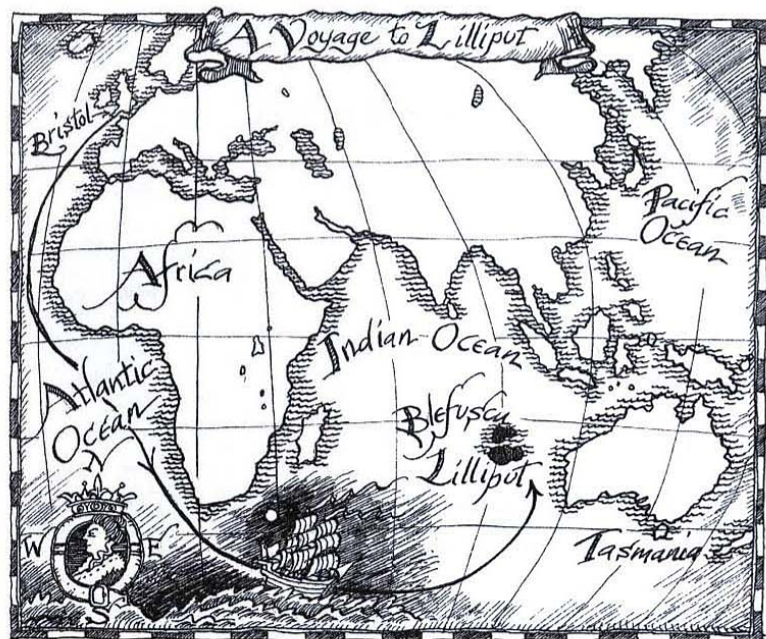 A Voyage to Lilliput
Bristol
Pacific
Ocean
Africa
Indian Ocean
Atlantic
Ocean
Blefuscu
Lilliput
N
W E
S
Tasmania